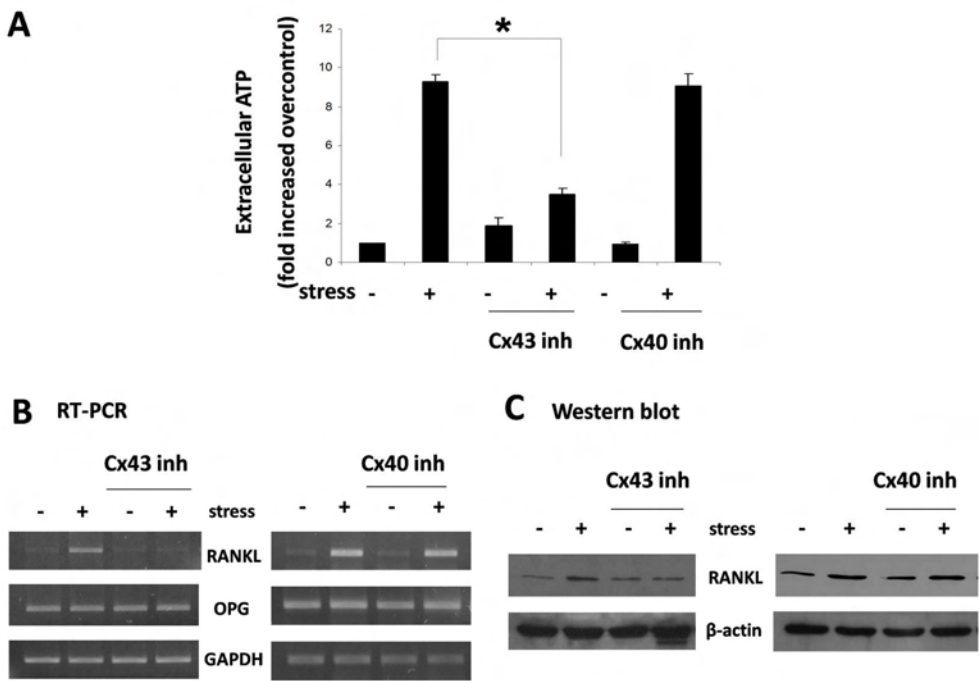 A
*
Extracellular ATP
(fold increased overcontrol)
12
10
8
6
4
2
0
stress - + - + - +
Cx43 inh Cx40 inh
B RT-PCR
Cx43 inh Cx40 inh
- + - + stress - + - +
RANKL
OPG
GAPDH
C Western blot
Cx43 inh Cx40 inh
- + - + stress - + - +
RANKL
β-actin